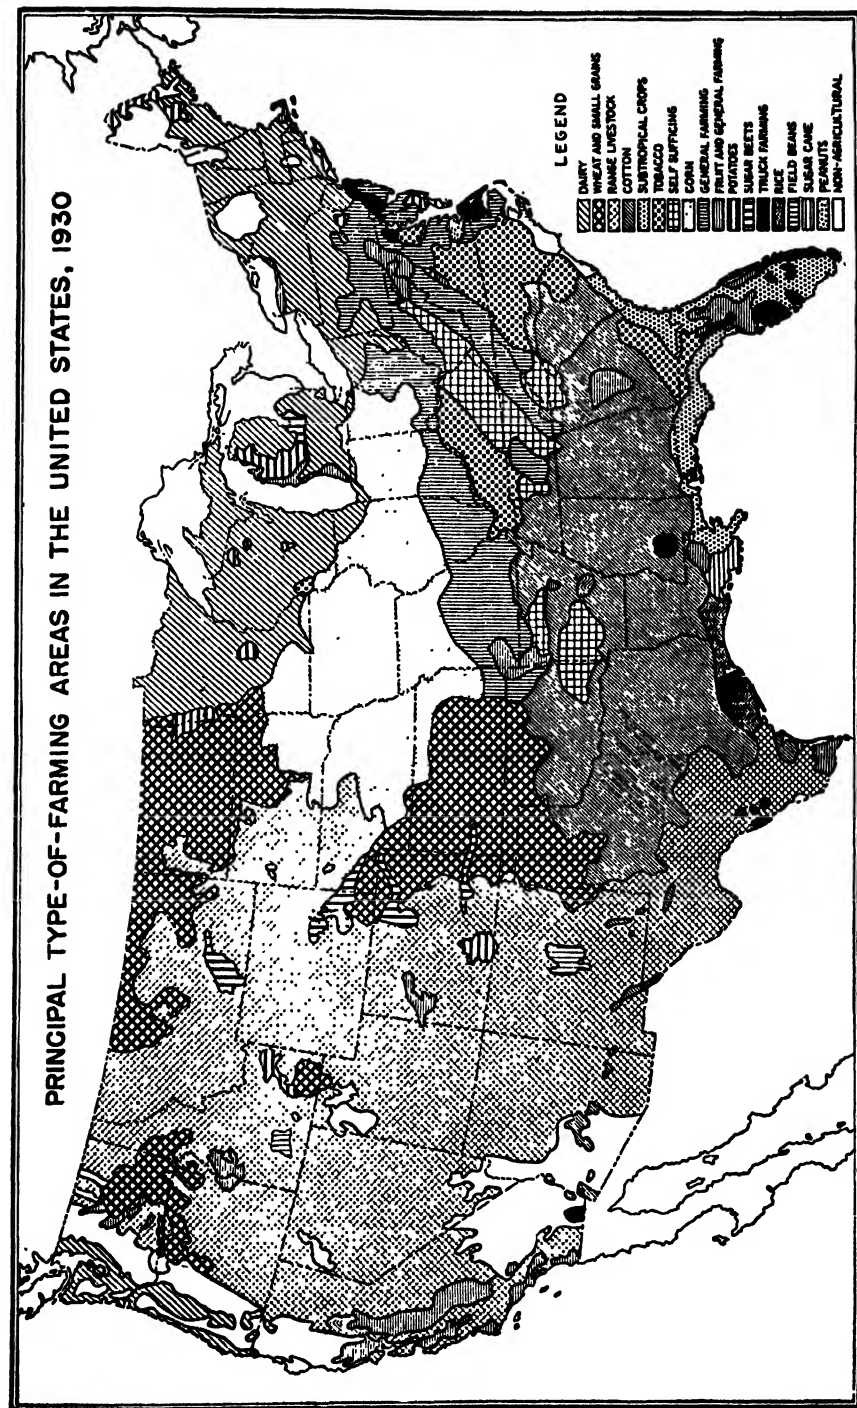 PRINCIPAL TYPE-OF-FARMING AREAS IN THE UNITED STATES, 1930
LEGEND
DAIRY
WHEAT AND SMALL GRAINS
RANGE LIVESTOCK
COTTON
SUBTROPICAL CROPS
TOBACCO
SELF SUFFICING
CORN
GENERAL FARMING
FRUIT AND GENERAL FARMING
POTATOES
SUGAR BEETS
TRUCK FARMING
RICE
FIELD BEANS
SUGAR CANE
PEANUTS
NON-AGRICULTURAL